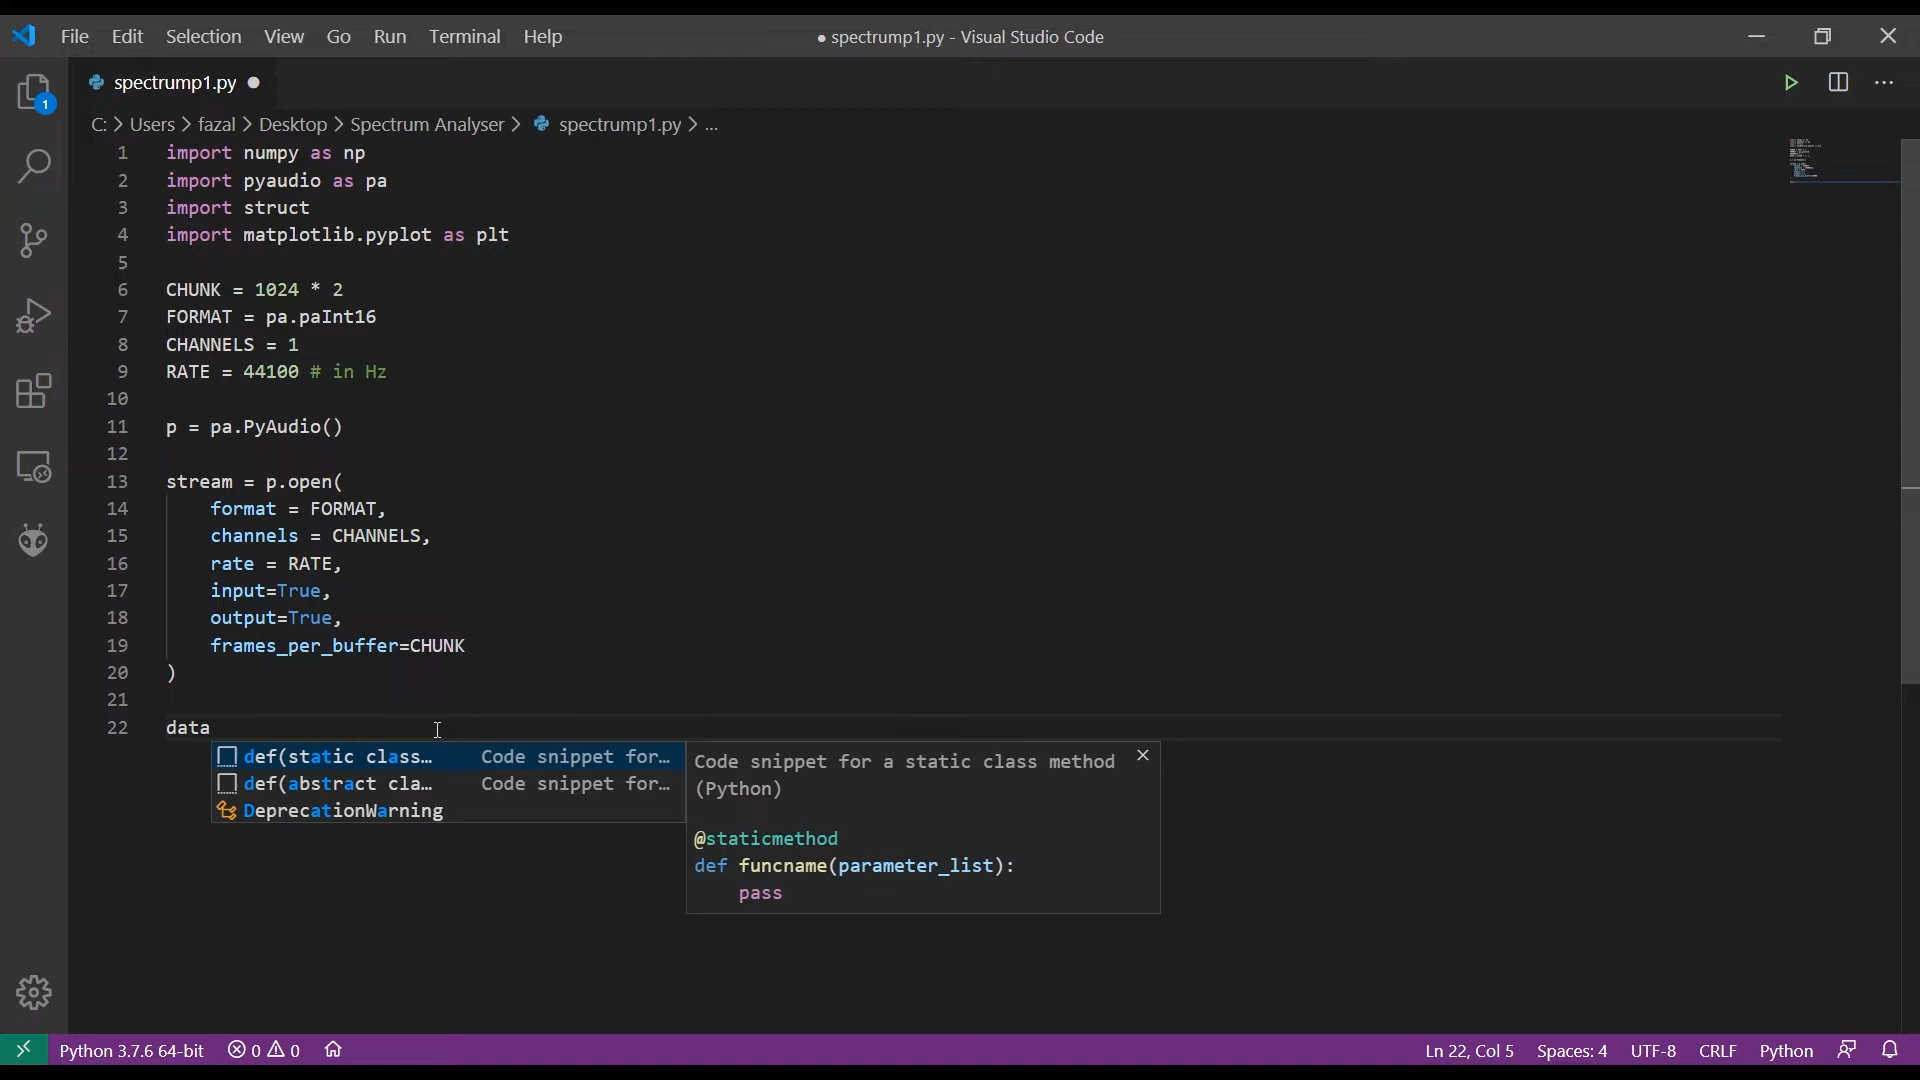 File Edit Selection View Go Run Terminal Help
● spectrump1.py - Visual Studio Code
spectrump1.py
C: > Users > fazal > Desktop > Spectrum Analyser > spectrump1.py > ...
1 import numpy as np
2 import pyaudio as pa
3 import struct
4 import matplotlib.pyplot as plt
5
6 CHUNK = 1024 * 2
7 FORMAT = pa.paInt16
8 CHANNELS = 1
9 RATE = 44100 # in Hz
10
11 p = pa.PyAudio()
12
13 stream = p.open(
14 format = FORMAT,
15 channels = CHANNELS,
16 rate = RATE,
17 input=True,
18 output=True,
19 frames_per_buffer=CHUNK
20 )
21
22 data
def(static class… Code snippet for…
def(abstract cla… Code snippet for…
DeprecationWarning
Code snippet for a static class method
(Python)
@staticmethod
def funcname(parameter_list):
pass
1
Python 3.7.6 64-bit 0 0 Ln 22, Col 5 Spaces: 4 UTF-8 CRLF Python